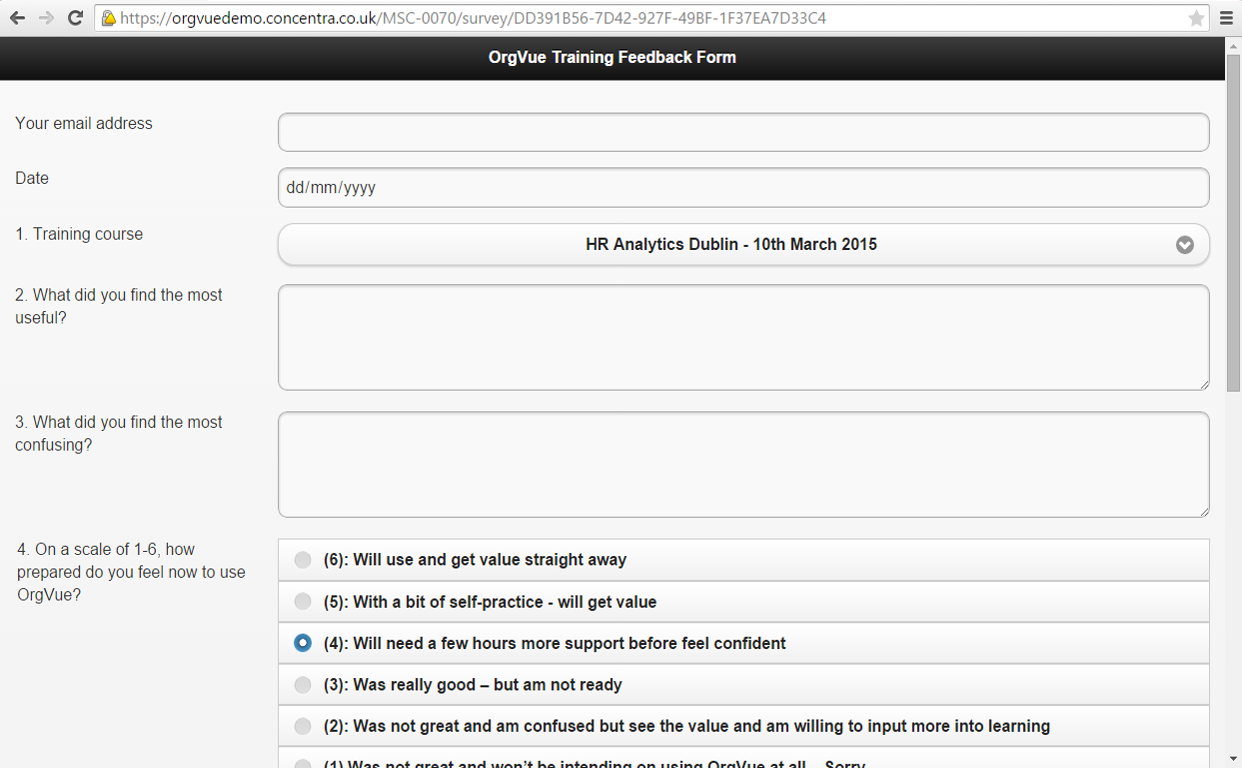 https://orgvuedemo.concentra.co.uk/MSC-0070/survey/DD391B56-7D42-927F-49BF-1F37EA7D33C4
OrgVue Training Feedback Form
Your email address
Date
dd/mm/yyyy
1. Training course
HR Analytics Dublin - 10th March 2015
2. What did you find the most
useful?
3. What did you find the most
confusing?
4. On a scale of 1-6, how
prepared do you feel now to use
OrgVue?
(6): Will use and get value straight away
(5): With a bit of self-practice - will get value
(4): Will need a few hours more support before feel confident
(3): Was really good – but am not ready
(2): Was not great and am confused but see the value and am willing to input more into learning
(1) Was not great and won't be intending on using OrgVue at all... Sorry